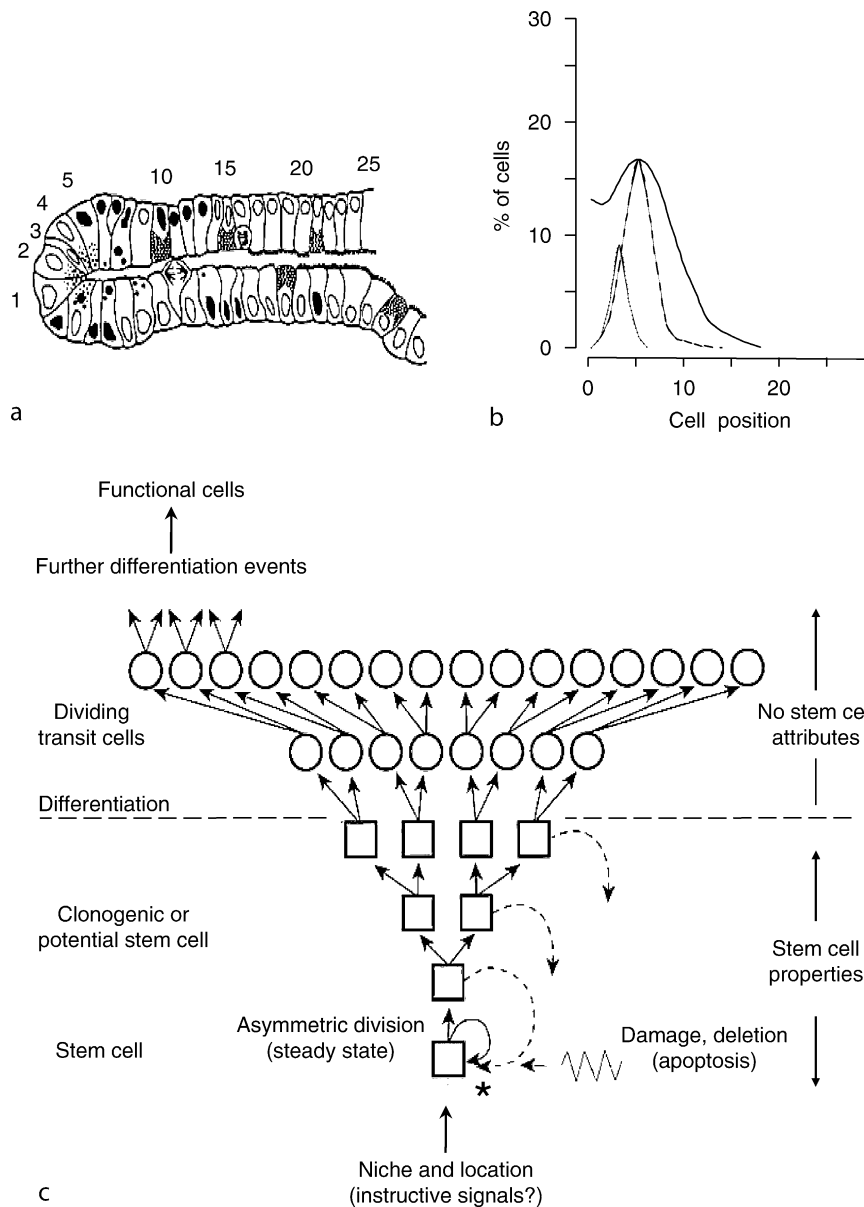 1
2
3
4
5
10
15
20
25
a
30
20
10
0
% of cells
0
10
20
Cell position
b
Functional cells
Further differentiation events
Dividing
transit cells
No stem ce
attributes
Differentiation
Clonogenic or
potential stem cell
Stem cell
properties
Asymmetric division
(steady state)
Stem cell
Damage, deletion
(apoptosis)
*
Niche and location
(instructive signals?)
c